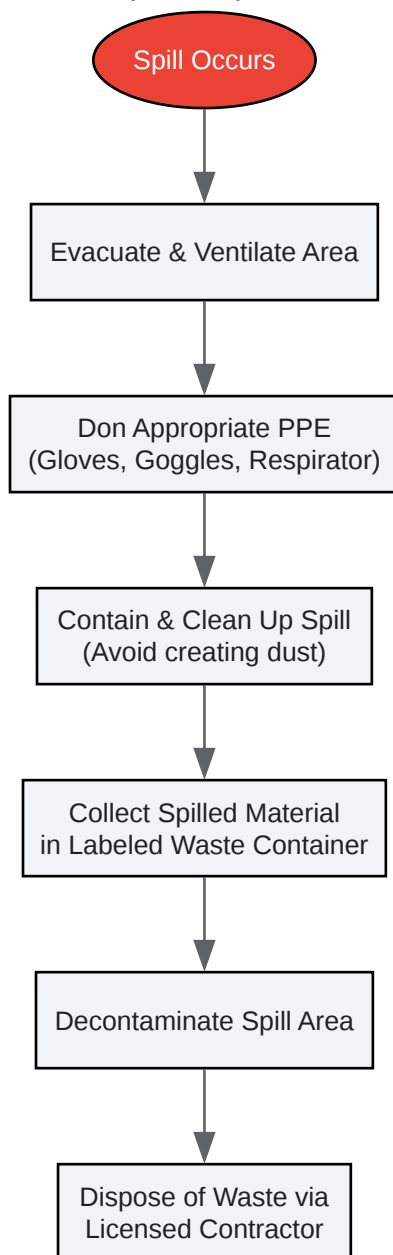 Spill Occurs
Evacuate & Ventilate Area
Don Appropriate PPE
(Gloves, Goggles, Respirator)
Contain & Clean Up Spill
(Avoid creating dust)
Collect Spilled Material
in Labeled Waste Container
Decontaminate Spill Area
Dispose of Waste via
Licensed Contractor